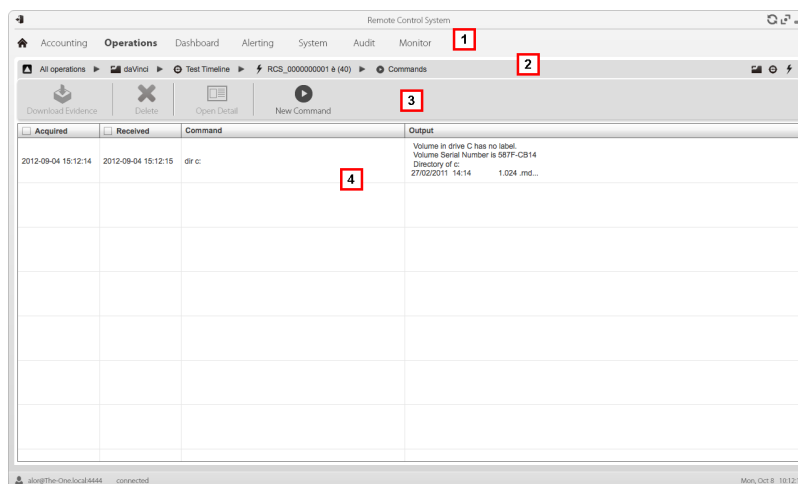 Remote Control System
Accounting Operations Dashboard Alerting System Audit Monitor 1
All operations daVinci Test Timeline RCS_0000000001 è (40) Commands 2
Download Evidence Delete Open Detail New Command 3
Acquired Received Command Output
Volume in drive C has no label.
Volume Serial Number is 587F-CB14
2012-09-04 15:12:14 2012-09-04 15:12:15 dir c: Directory of c:
27/02/2011 14:14 1.024 .md...
4
alor@The-One.local:4444 connected Mon, Oct 8 10:12: